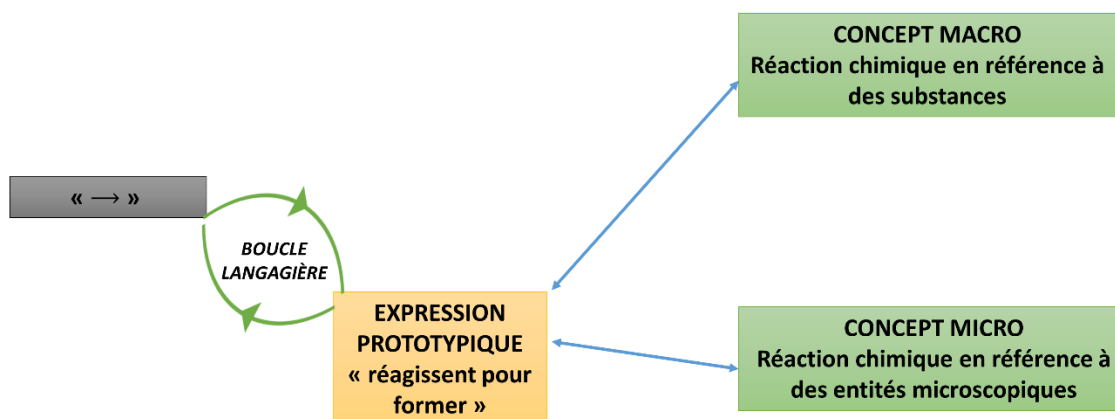 CONCEPT MACRO
Réaction chimique en référence à
des substances
« → »
BOUCLE
LANGAGIÈRE
EXPRESSION
PROTOTYPIQUE
« réagissent pour
former »
CONCEPT MICRO
Réaction chimique en référence à
des entités microscopiques